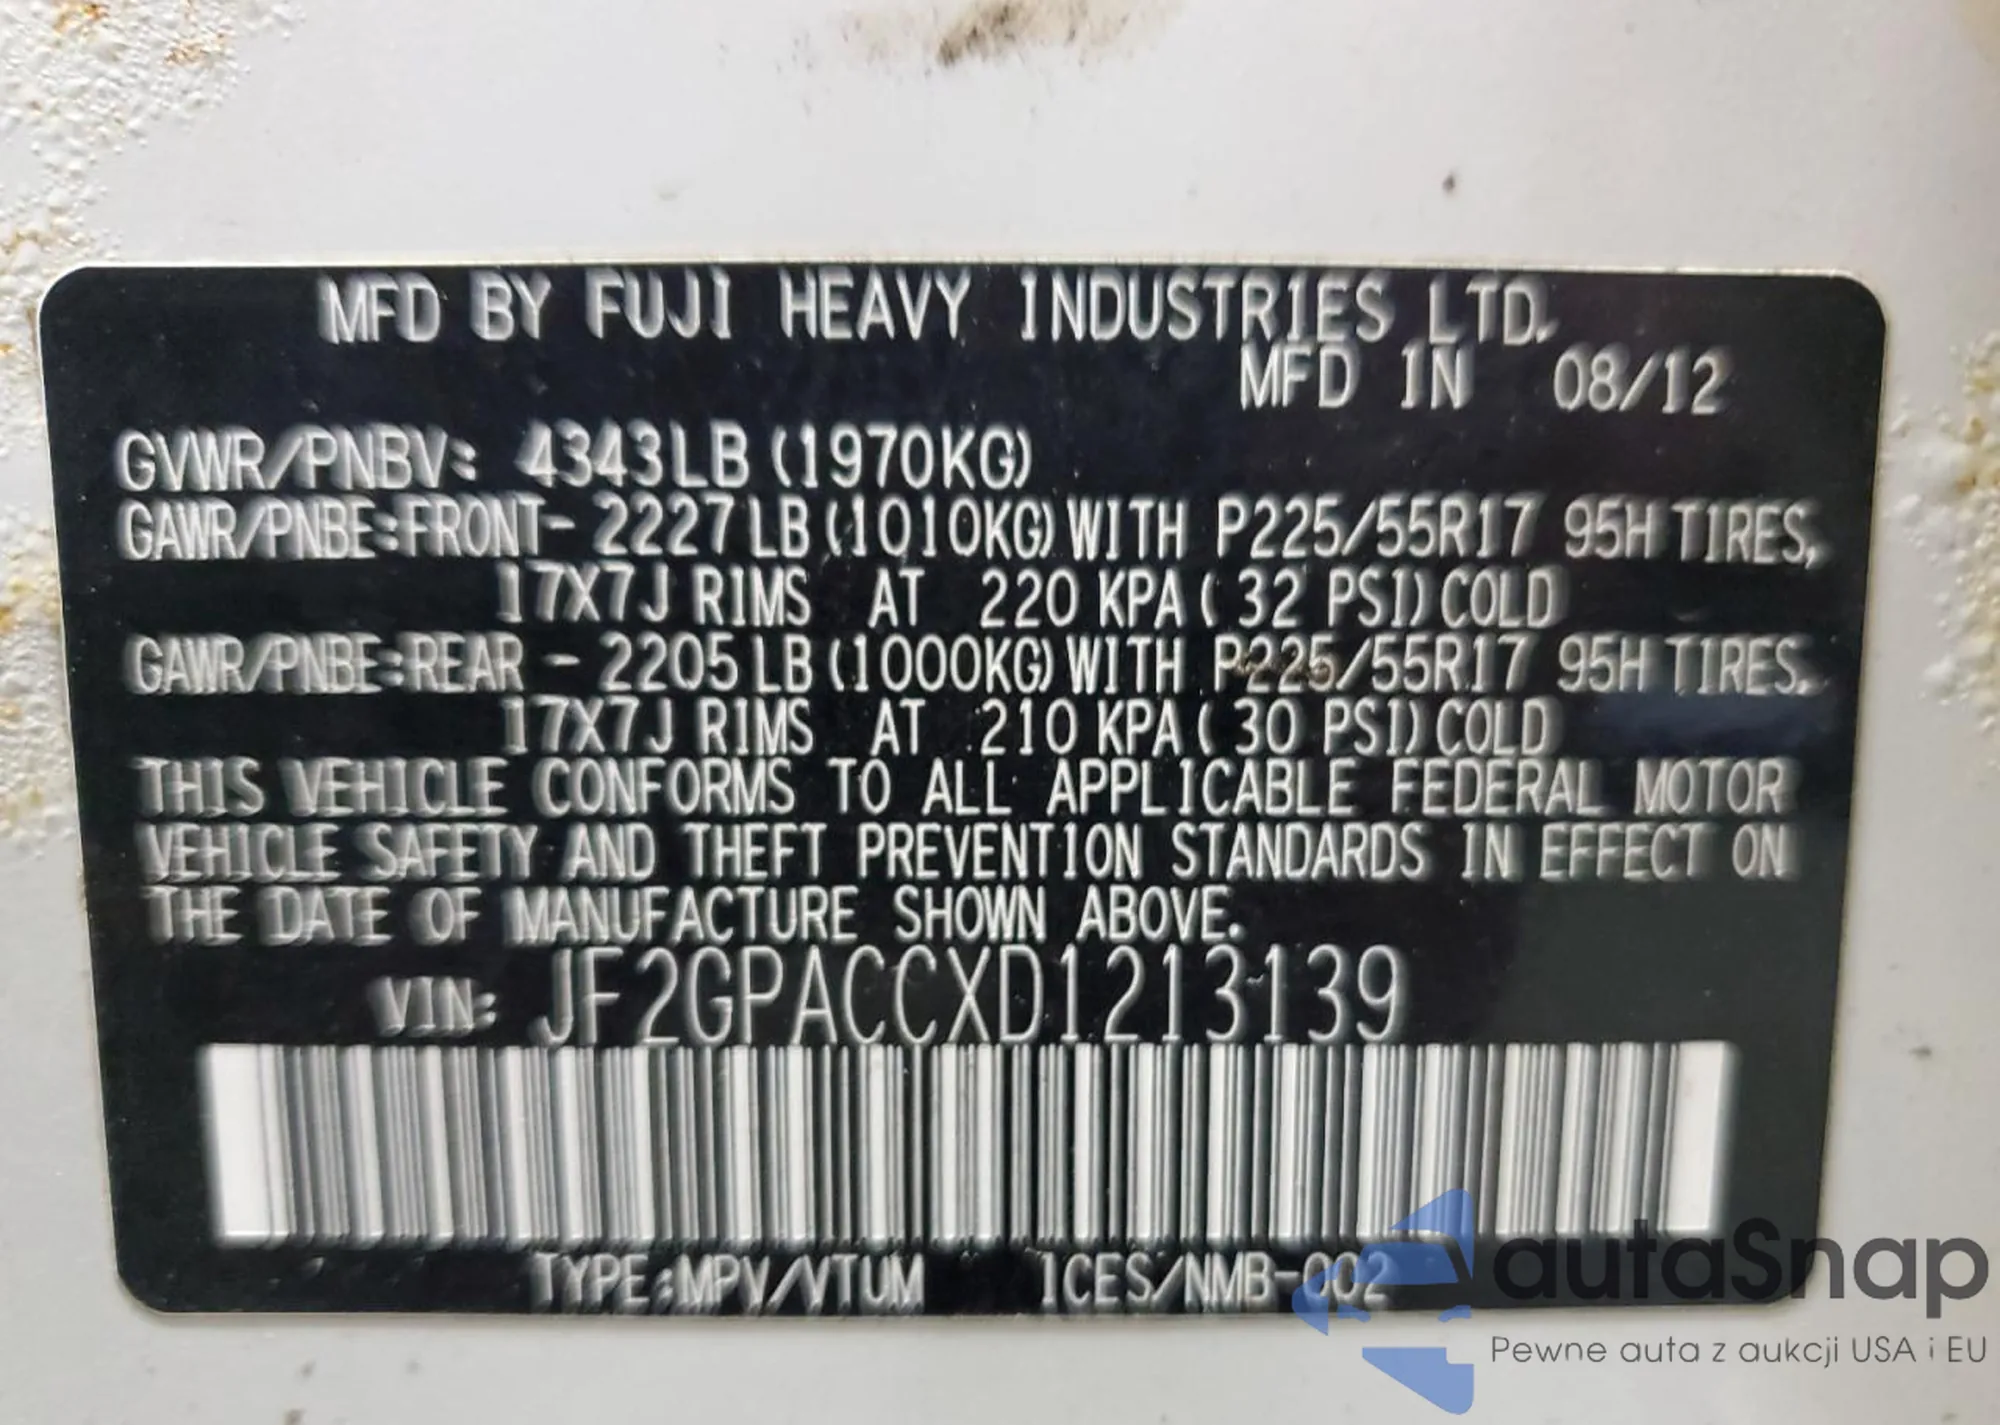 MFD BY FUJI HEAVY INDUSTRIES LTD.
MFD IN 08/12
GVWR/PNBV: 4343LB (1970KG)
GAWR/PNBE:FRONT- 2227LB (1010KG) WITH P225/55R17 95H TIRES,
17X7J RIMS AT 220 KPA ( 32 PSI) COLD
GAWR/PNBE:REAR - 2205LB (1000KG) WITH P225/55R17 95H TIRES,
17X7J RIMS AT 210 KPA ( 30 PSI) COLD
THIS VEHICLE CONFORMS TO ALL APPLICABLE FEDERAL MOTOR
VEHICLE SAFETY AND THEFT PREVENTION STANDARDS IN EFFECT ON
THE DATE OF MANUFACTURE SHOWN ABOVE.
VIN: JF2GPACCXD1213139
TYPE:MPV/VTUM ICES/NMB-002
autaSnap
Pewne auta z aukcji USA i EU